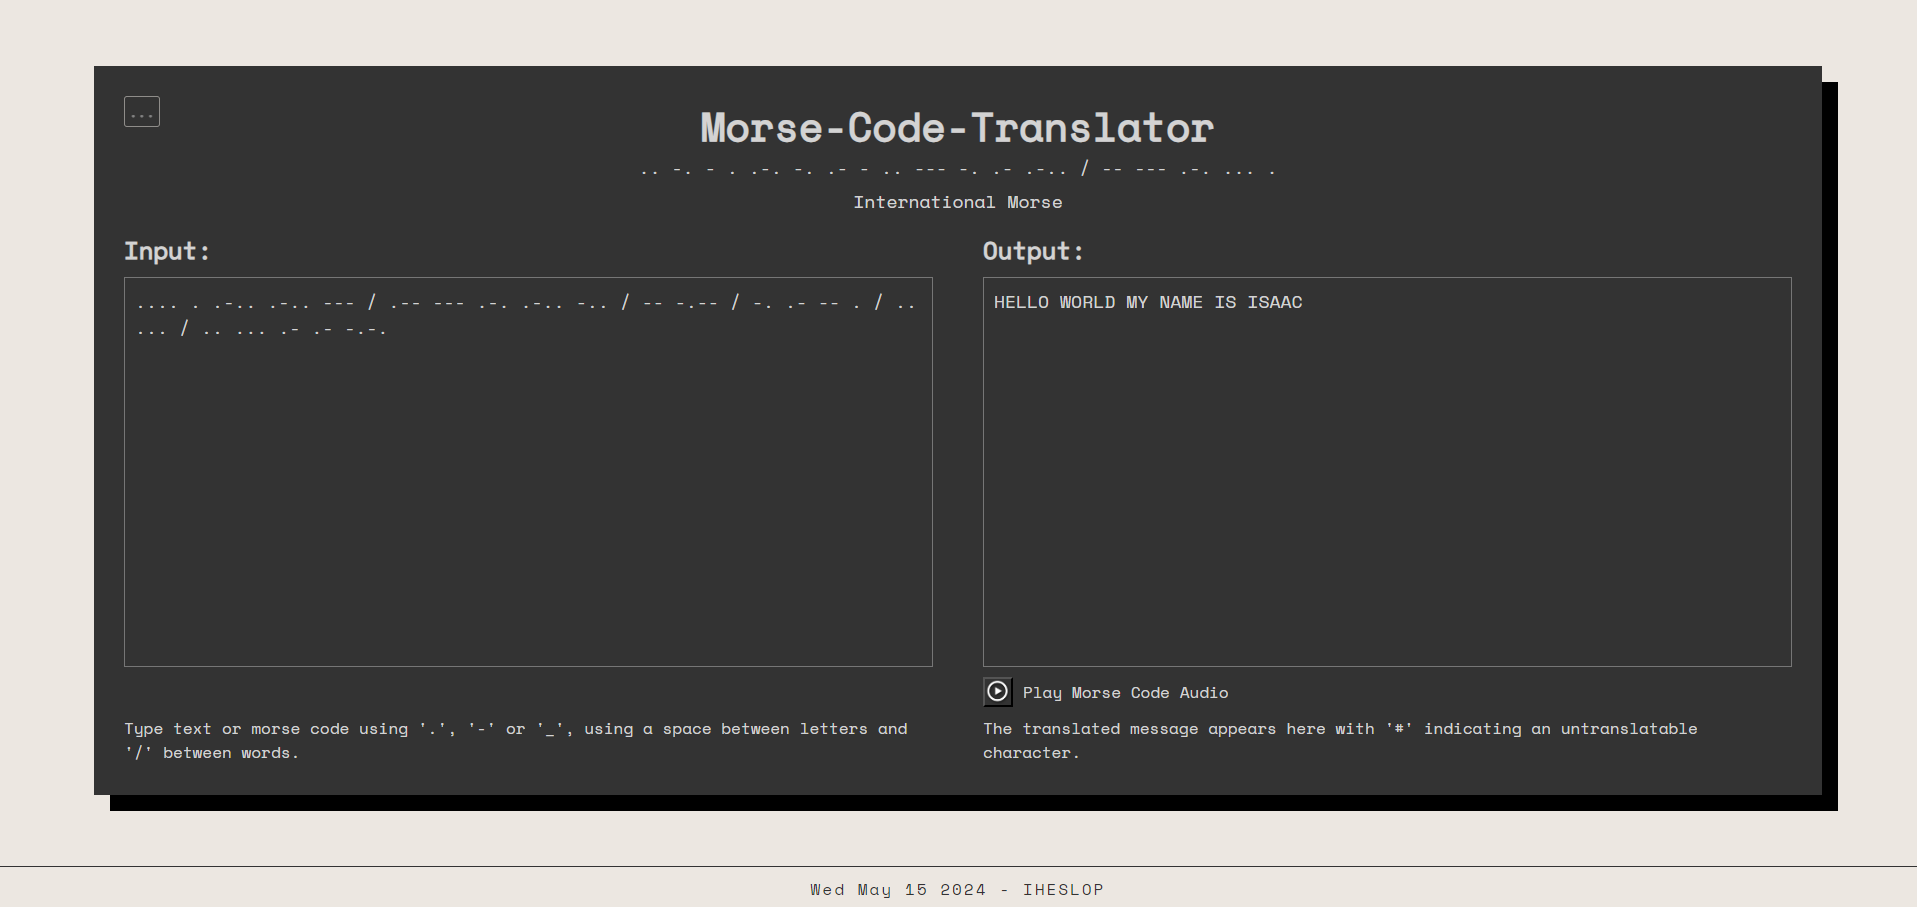 ...
Morse-Code-Translator
.. -. - . .-. -. .- - .. --- -. .- .-.. / -- --- .-. ... .
International Morse
Input:
.... . .-.. .-.. --- / .-- --- .-. .-.. -.. / -- -.-- / -. .- -- . / ..
... / .. ... .- .- -.-.
Type text or morse code using '.', '-' or '_', using a space between letters and
'/' between words.
Output:
HELLO WORLD MY NAME IS ISAAC
Play Morse Code Audio
The translated message appears here with '#' indicating an untranslatable
character.
Wed May 15 2024 - IHESLOP